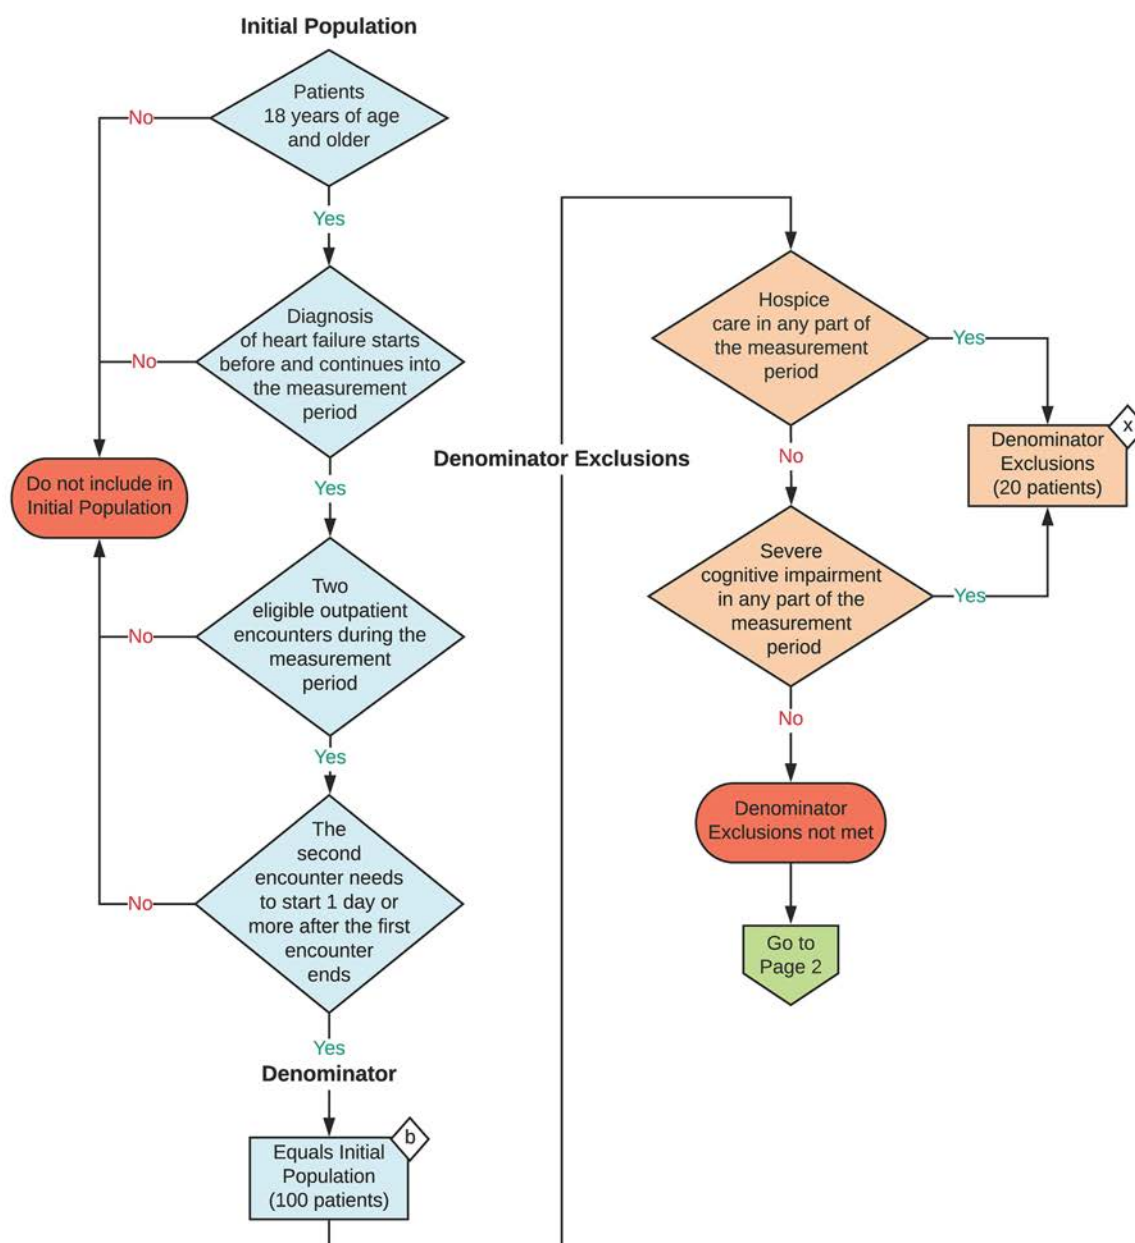 Initial Population
Patients
18 years of age
and older
No
Yes
Diagnosis
of heart failure starts
before and continues into
the measurement
period
No
Do not include in
Initial Population
Yes
Two
eligible outpatient
encounters during the
measurement
period
No
Yes
The
second
encounter needs
to start 1 day or
more after the first
encounter
ends
No
Yes
Denominator
b
Equals Initial
Population
(100 patients)
Denominator Exclusions
Hospice
care in any part of
the measurement
period
Yes
No
x
Denominator
Exclusions
(20 patients)
Severe
cognitive impairment
in any part of the
measurement
period
Yes
No
Denominator
Exclusions not met
Go to
Page 2